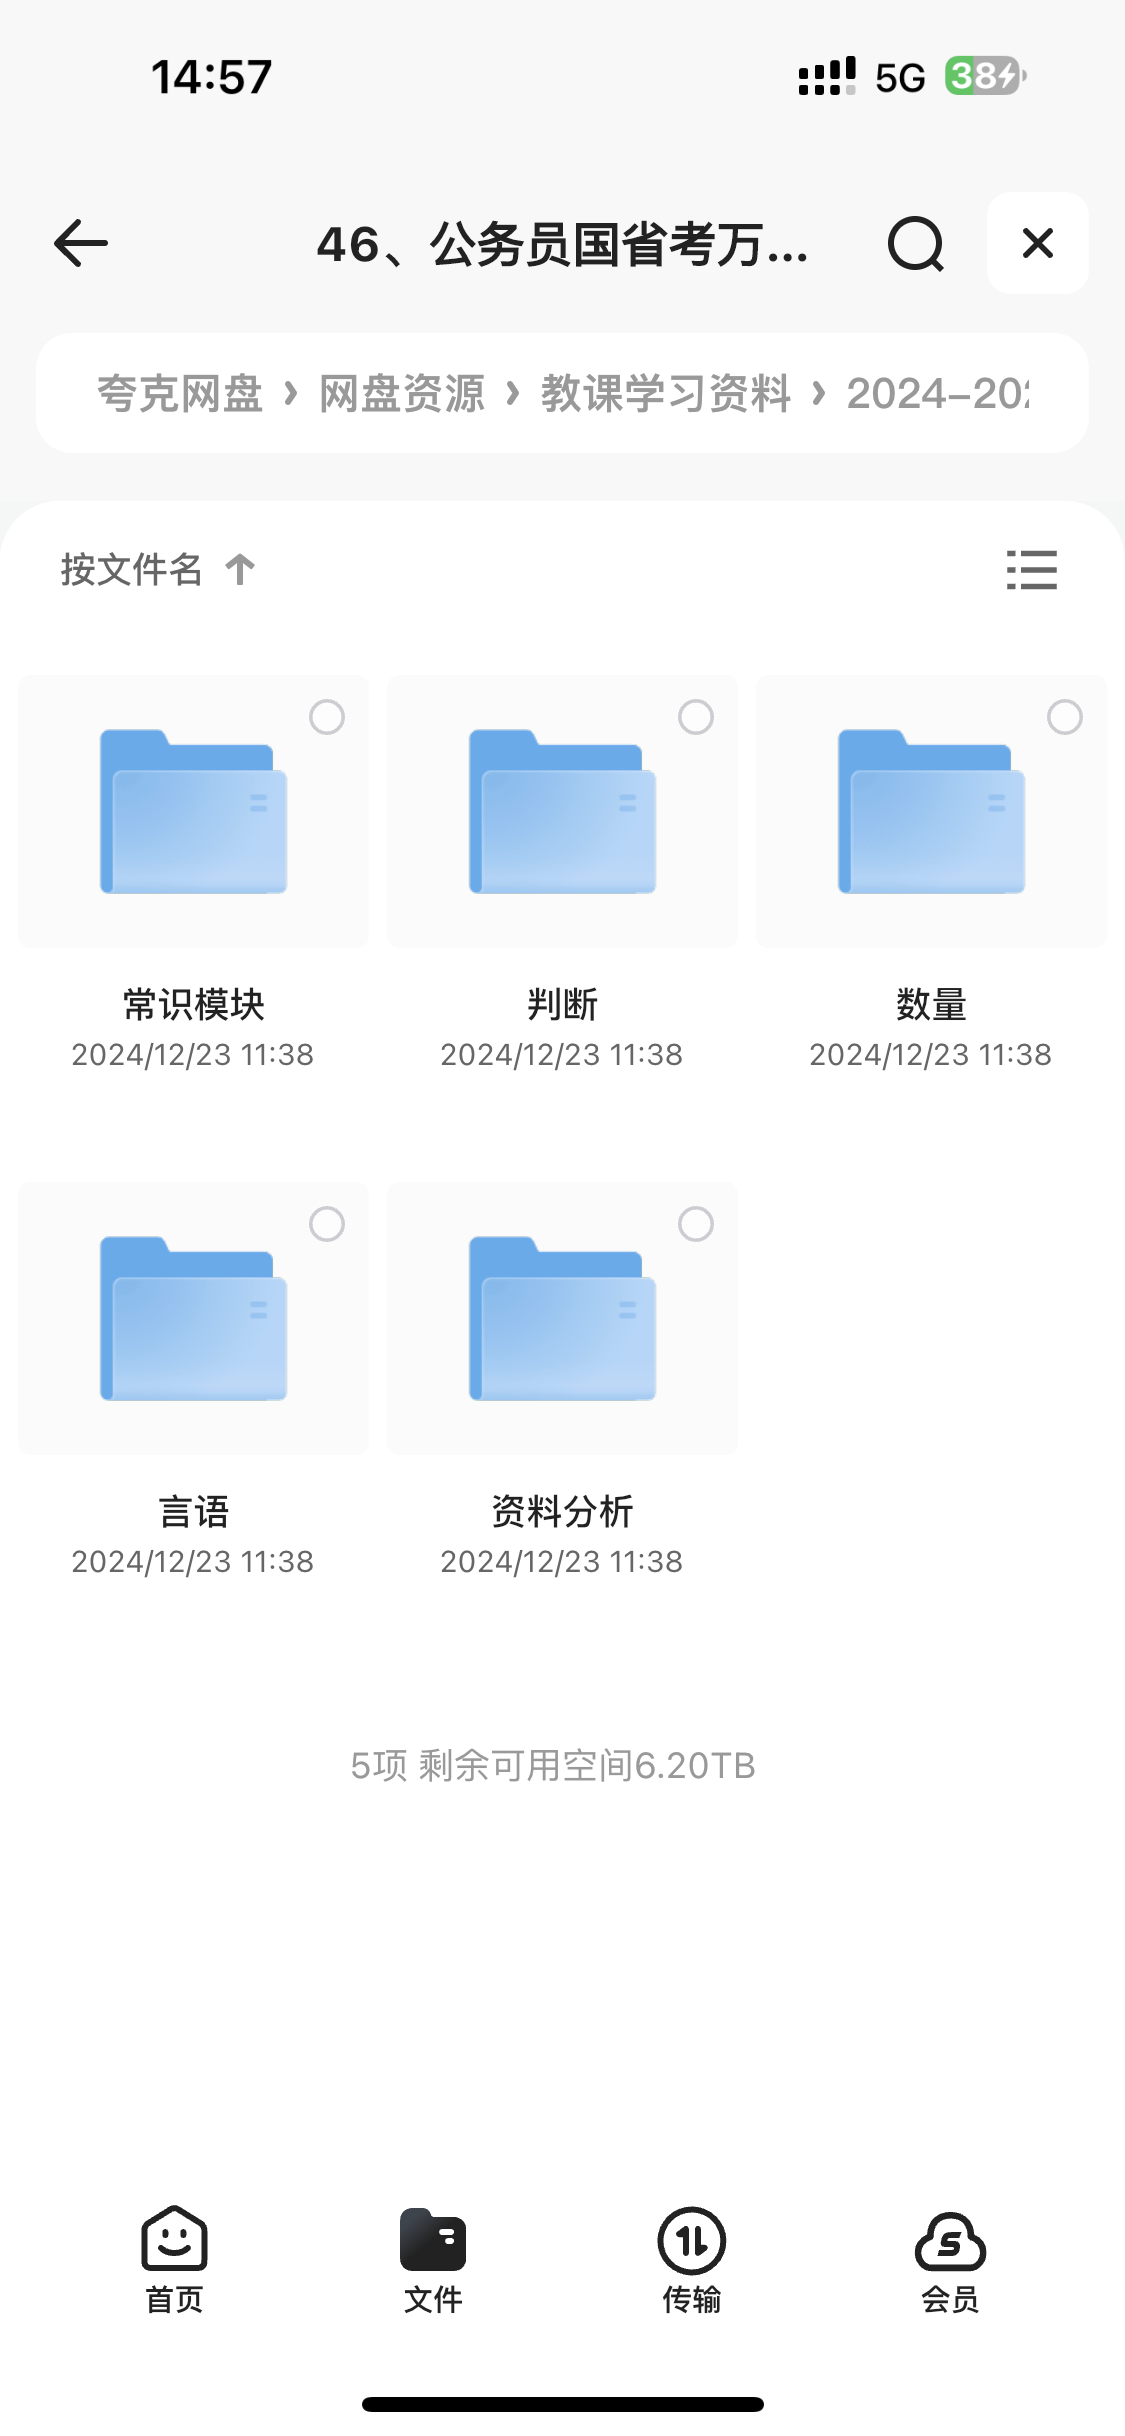 14:57 5G 38
46、公务员国省考万...
夸克网盘 › 网盘资源 › 教课学习资料 › 2024-202
按文件名 ↑
常识模块 判断 数量
2024/12/23 11:38 2024/12/23 11:38 2024/12/23 11:38
言语 资料分析
2024/12/23 11:38 2024/12/23 11:38
5项 剩余可用空间6.20TB
首页 文件 传输 会员